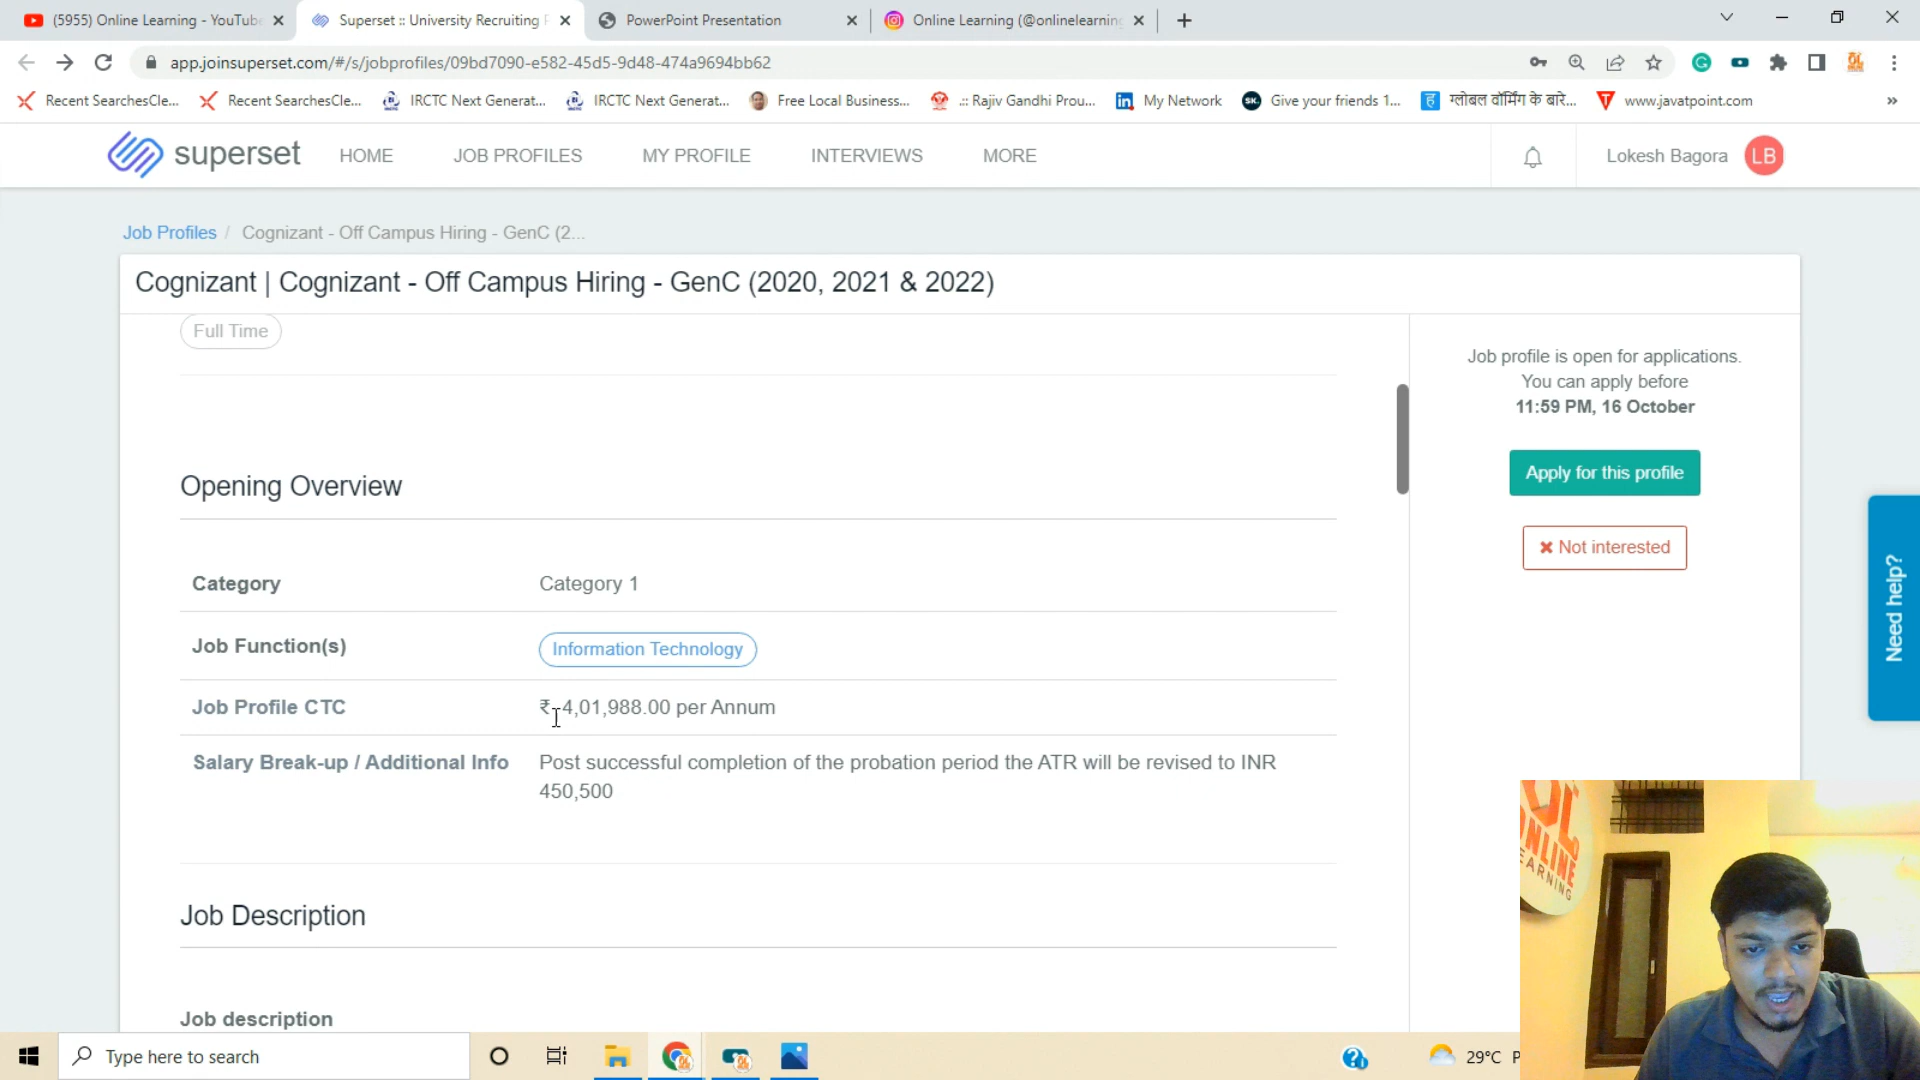 (5955) Online Learning - YouTube
Superset :: University Recruiting
PowerPoint Presentation
Online Learning (@onlinelearning
app.joinsuperset.com/#/s/jobprofiles/09bd7090-e582-45d5-9d48-474a9694bb62
Recent SearchesCle...
Recent SearchesCle...
IRCTC Next Generat...
IRCTC Next Generat...
Free Local Business...
.:: Rajiv Gandhi Prou...
in
My Network
SK.
Give your friends 1...
ह
ग्लोबल वॉर्मिंग के बारे...
T
www.javatpoint.com
»
superset
HOME
JOB PROFILES
MY PROFILE
INTERVIEWS
MORE
Lokesh Bagora
LB
Job Profiles / Cognizant - Off Campus Hiring - GenC (2...
Cognizant | Cognizant - Off Campus Hiring - GenC (2020, 2021 & 2022)
Full Time
Job profile is open for applications.
You can apply before
11:59 PM, 16 October
Apply for this profile
Not interested
Need help?
Opening Overview
Category
Category 1
Job Function(s)
Information Technology
Job Profile CTC
₹ 4,01,988.00 per Annum
Salary Break-up / Additional Info
Post successful completion of the probation period the ATR will be revised to INR
450,500
Job Description
Job description
OL
ONLINE
LEARNING
Type here to search
29°C P